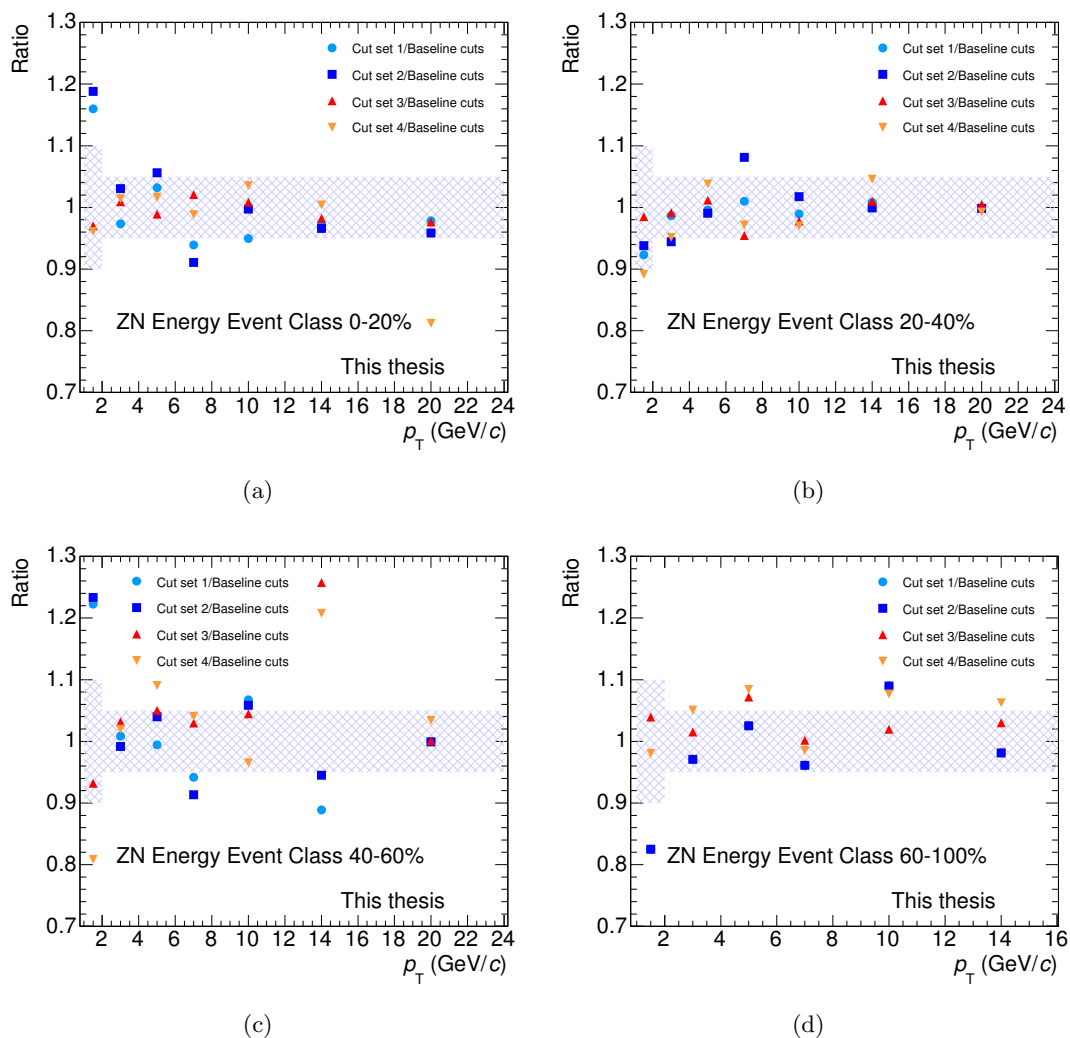 Ratio
1.3
1.2
1.1
1
0.9
0.8
0.7
Cut set 1/Baseline cuts
Cut set 2/Baseline cuts
Cut set 3/Baseline cuts
Cut set 4/Baseline cuts
ZN Energy Event Class 0-20%
This thesis
2 4 6 8 10 12 14 16 18 20 22 24
p_T (GeV/c)
(a)
Ratio
1.3
1.2
1.1
1
0.9
0.8
0.7
Cut set 1/Baseline cuts
Cut set 2/Baseline cuts
Cut set 3/Baseline cuts
Cut set 4/Baseline cuts
ZN Energy Event Class 20-40%
This thesis
2 4 6 8 10 12 14 16 18 20 22 24
p_T (GeV/c)
(b)
Ratio
1.3
1.2
1.1
1
0.9
0.8
0.7
Cut set 1/Baseline cuts
Cut set 2/Baseline cuts
Cut set 3/Baseline cuts
Cut set 4/Baseline cuts
ZN Energy Event Class 40-60%
This thesis
2 4 6 8 10 12 14 16 18 20 22 24
p_T (GeV/c)
(c)
Ratio
1.3
1.2
1.1
1
0.9
0.8
0.7
Cut set 1/Baseline cuts
Cut set 2/Baseline cuts
Cut set 3/Baseline cuts
Cut set 4/Baseline cuts
ZN Energy Event Class 60-100%
This thesis
2 4 6 8 10 12 14 16
p_T (GeV/c)
(d)